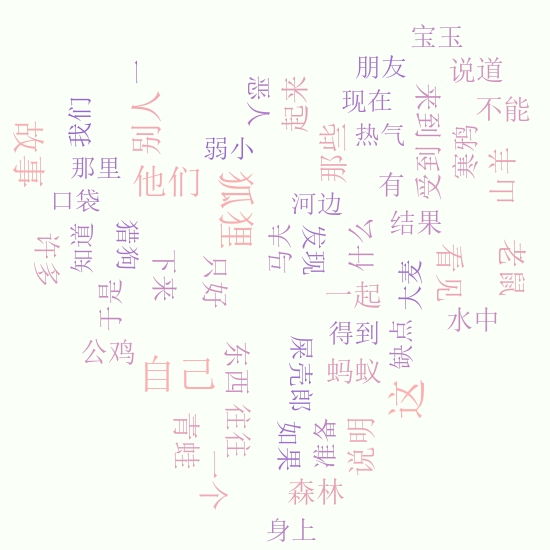 宝玉
朋友
说道
一
恶人
起来
现在
来到
不能
我们
别人
热气
受到
寒鸦
故事
弱小
那些
山羊
那里
他们
狐狸
有
口袋
河边
结果
许多
知道
猎狗
马夫
发现
什么
看见
老鼠
下来
只好
大麦
于是
一起
水中
公鸡
得到
缺点
自己
东西
屎壳郎
蚂蚁
这
青蛙
往往
如果
准备
说明
一个
森林
身上